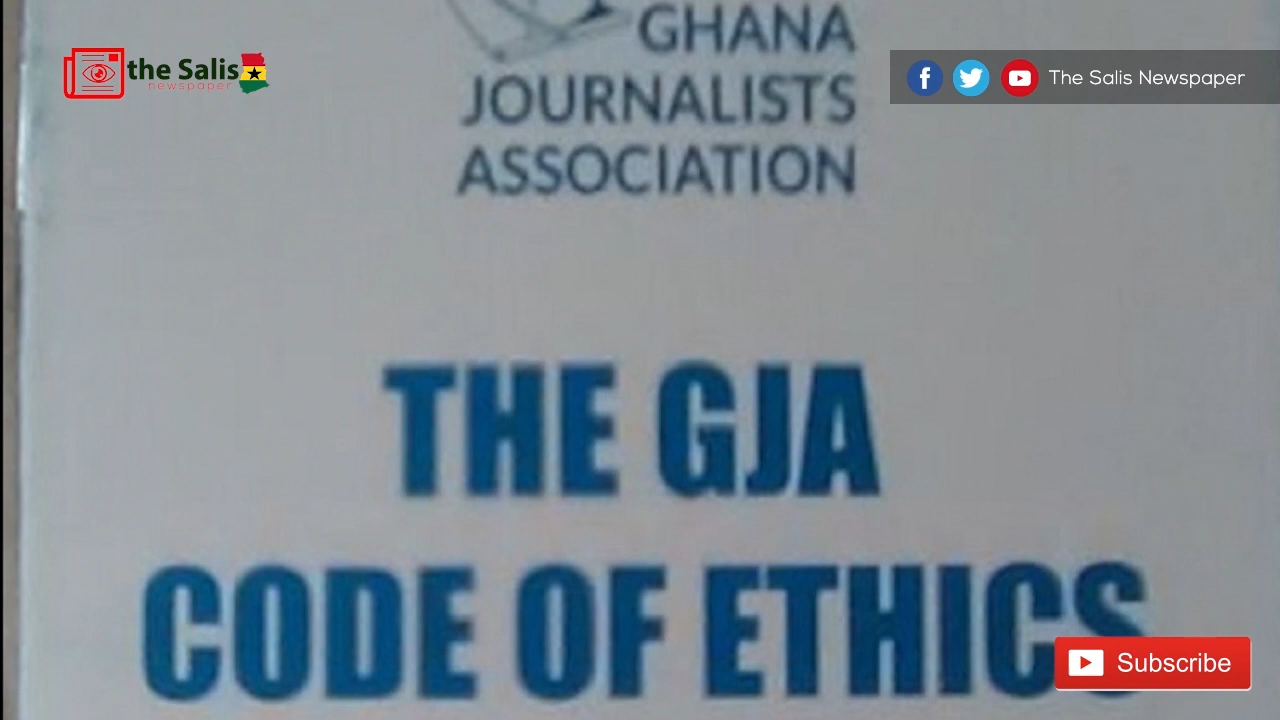 the Salis
newspaper
The Salis Newspaper
GHANA
JOURNALISTS
ASSOCIATION
THE GJA
CODE OF ETHICS
Subscribe